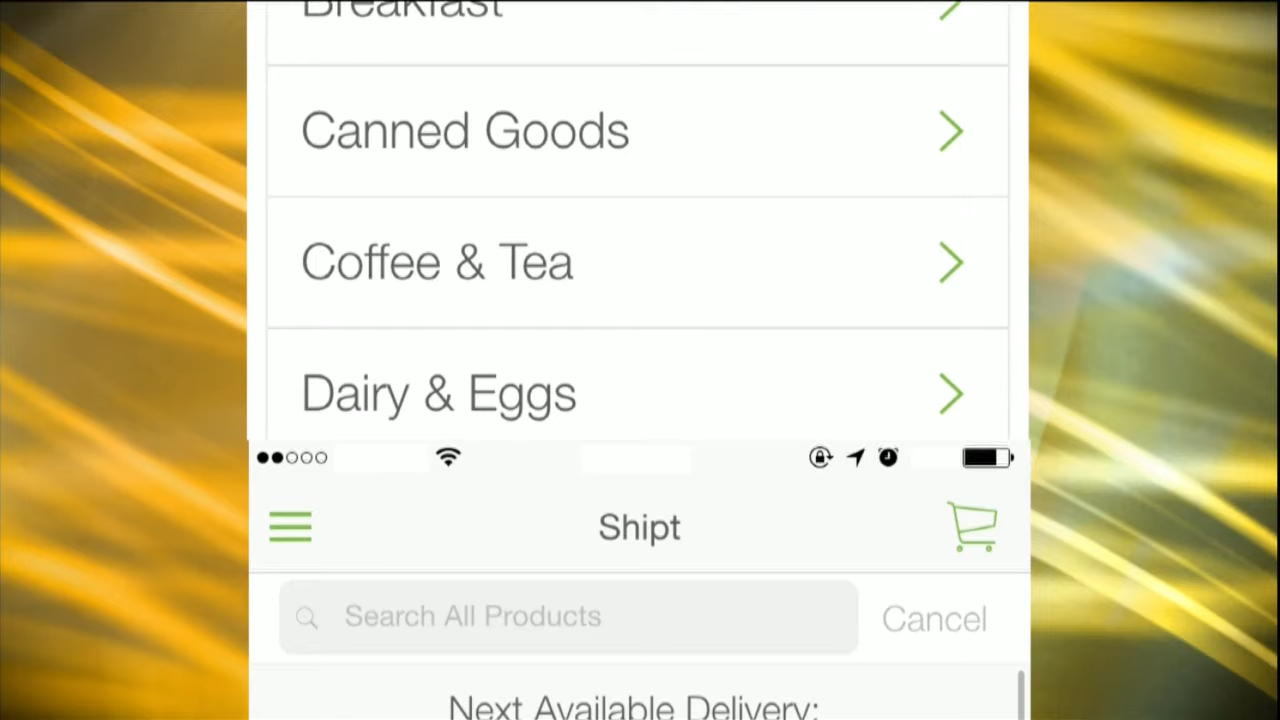 Breakfast
Canned Goods
Coffee & Tea
Dairy & Eggs
Shipt
Search All Products
Cancel
Next Available Delivery: